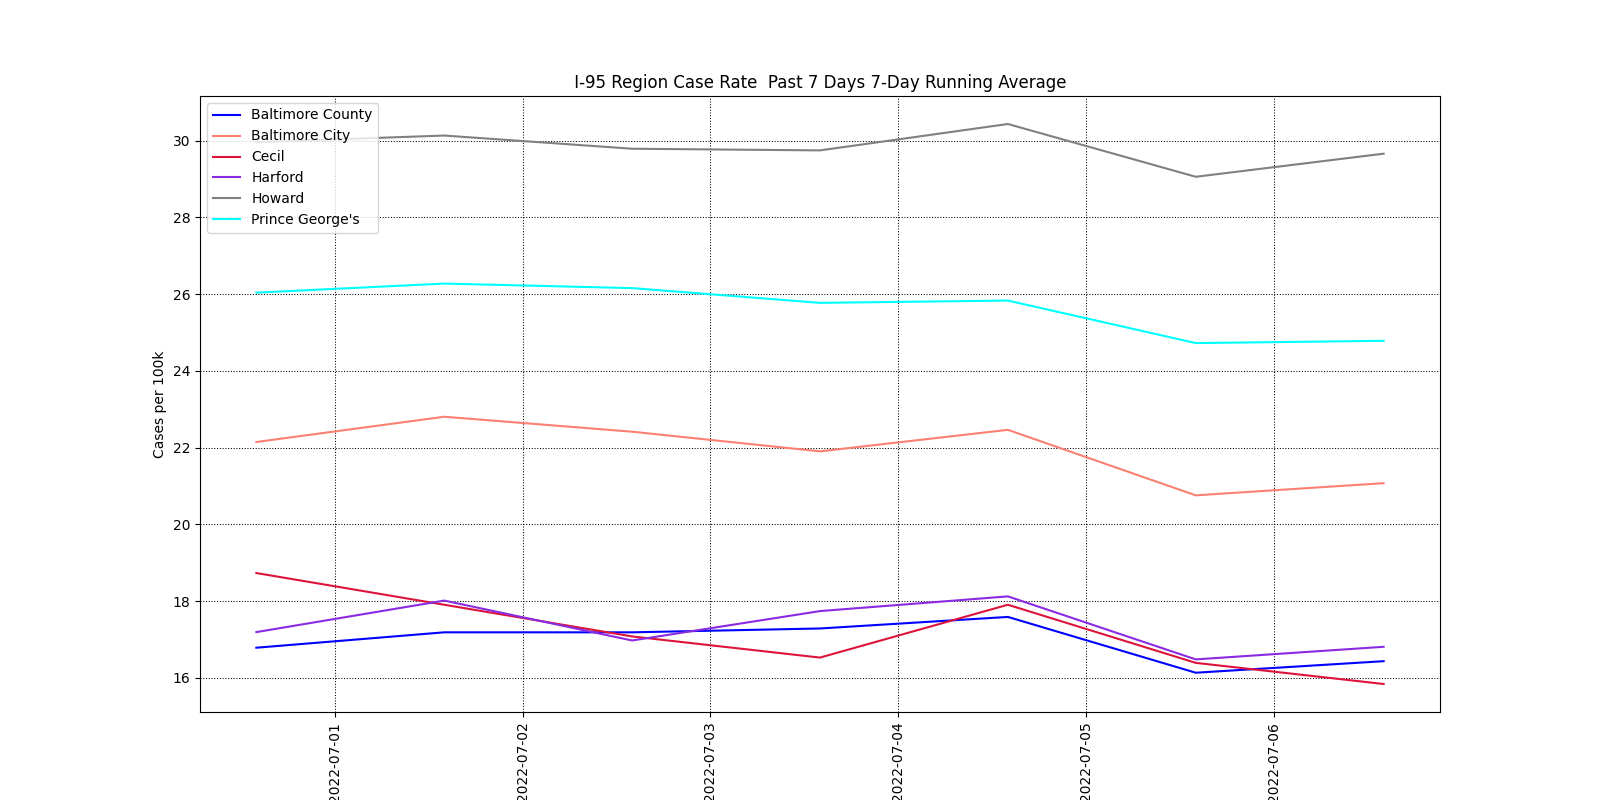 I-95 Region Case Rate  Past 7 Days 7-Day Running Average
Baltimore County
Baltimore City
Cecil
Harford
Howard
Prince George's
30
28
26
24
22
20
18
16
Cases per 100k
2022-07-01
2022-07-02
2022-07-03
2022-07-04
2022-07-05
2022-07-06